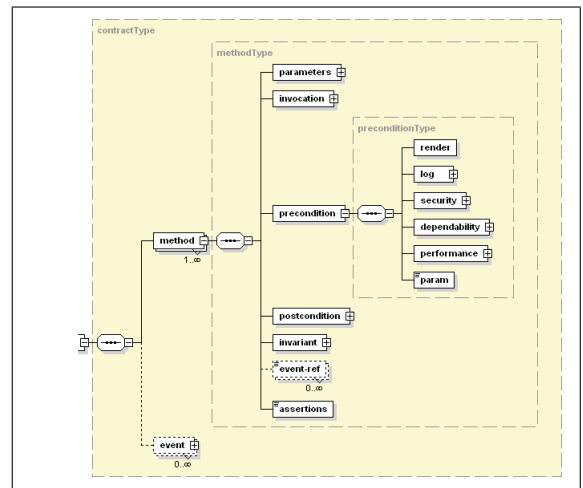 contractType
methodType
parameters
invocation
preconditionType
render
log
security
precondition
dependability
method
performance
1..∞
param
postcondition
invariant
event-ref
0..∞
assertions
event
0..∞